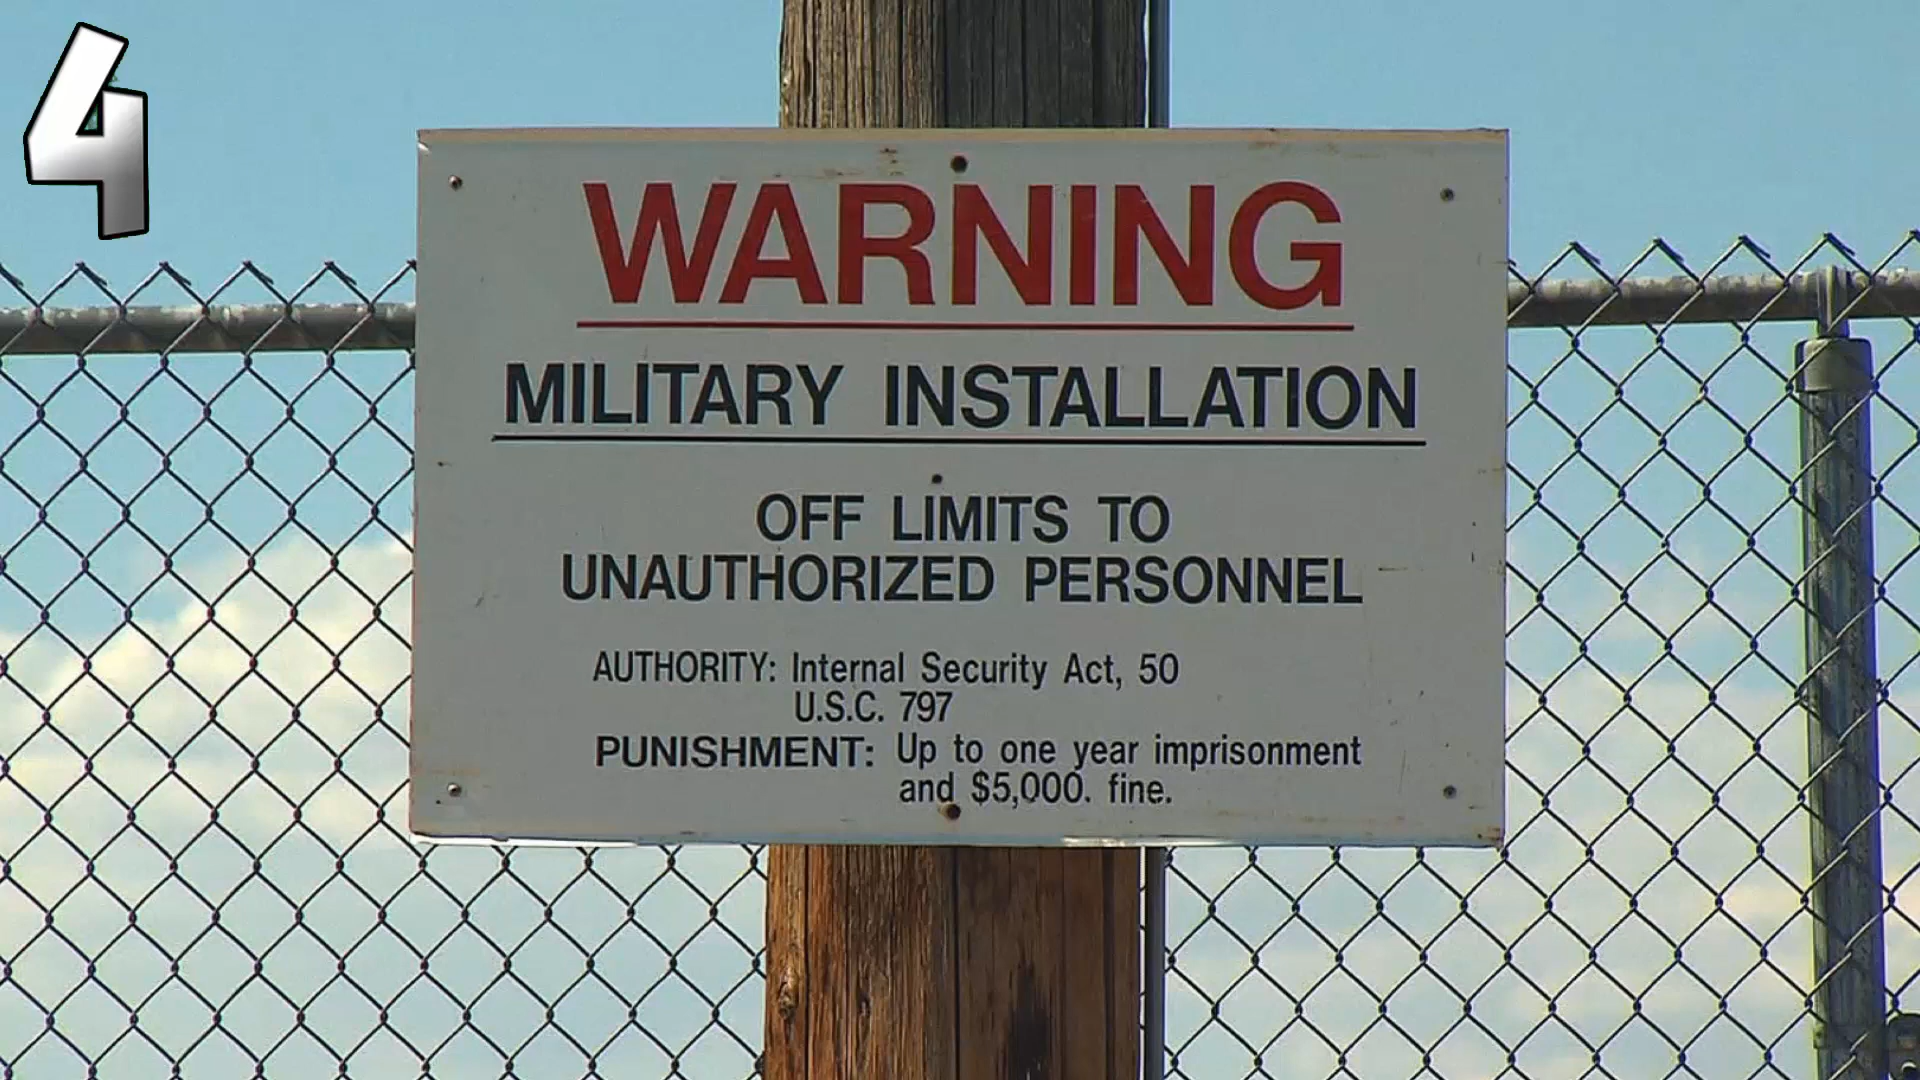 4
WARNING
MILITARY INSTALLATION
OFF LIMITS TO
UNAUTHORIZED PERSONNEL
AUTHORITY: Internal Security Act, 50
U.S.C. 797
PUNISHMENT: Up to one year imprisonment
and $5,000. fine.